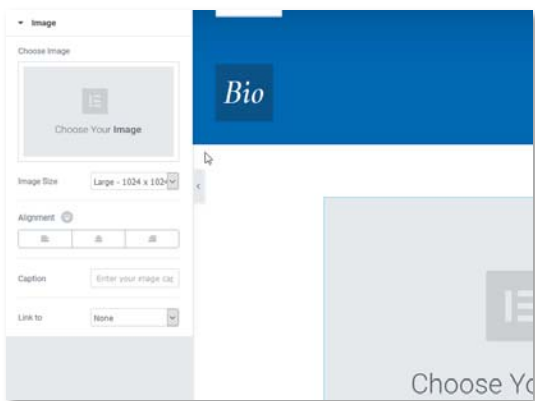 Image
Choose Image
Choose Your Image
Image Size
Large - 1024 x 1024
Alignment
Caption
Enter your image cap
Link to
None
Bio
Choose Yo